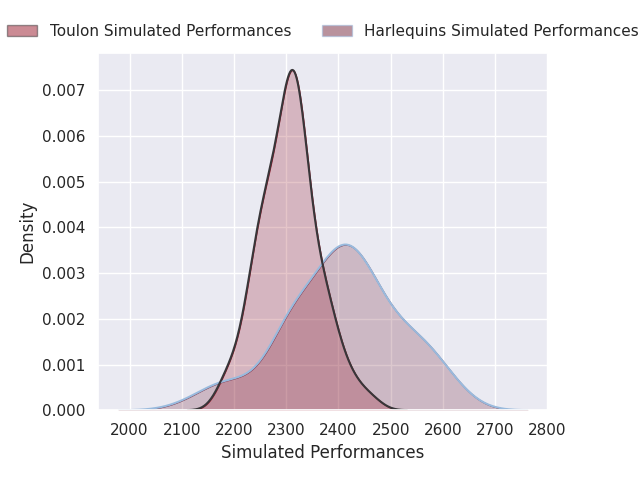 Toulon Simulated Performances Harlequins Simulated Performances
0.007
0.006
0.005
0.004
0.003
0.002
0.001
0.000
Density
2000 2100 2200 2300 2400 2500 2600 2700 2800
Simulated Performances